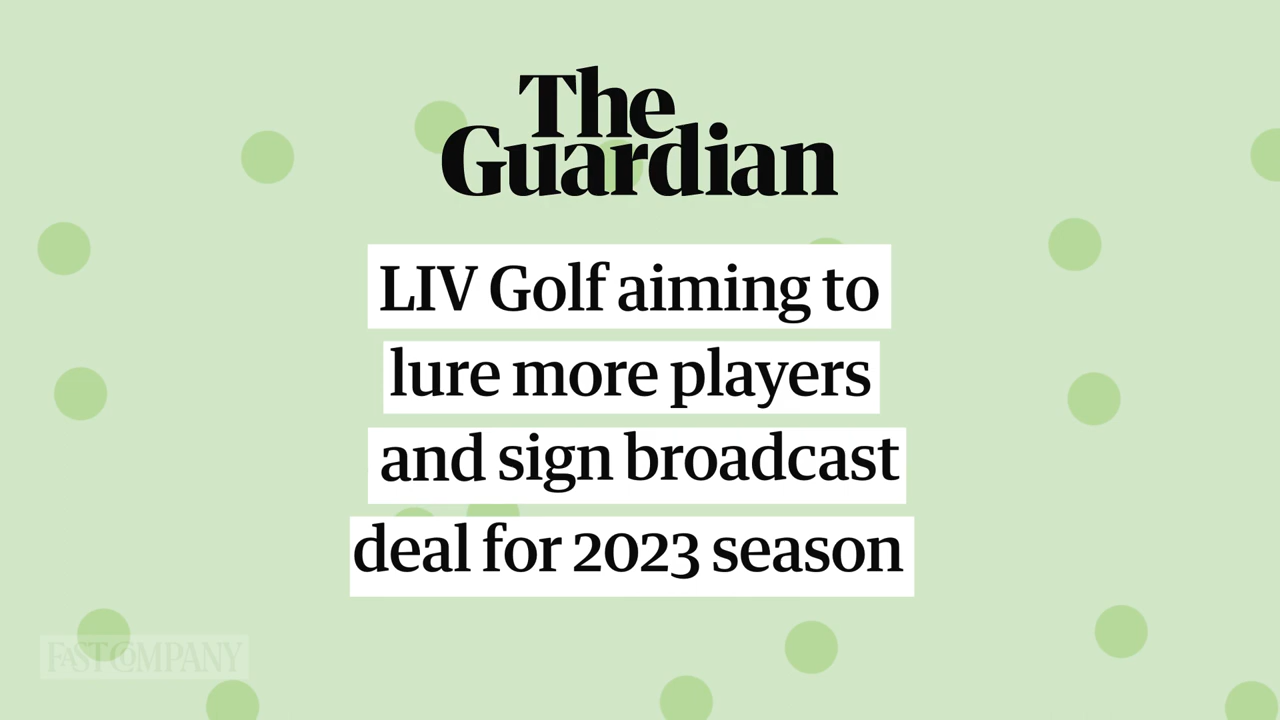 The
Guardian
LIV Golf aiming to
lure more players
and sign broadcast
deal for 2023 season
FAST COMPANY